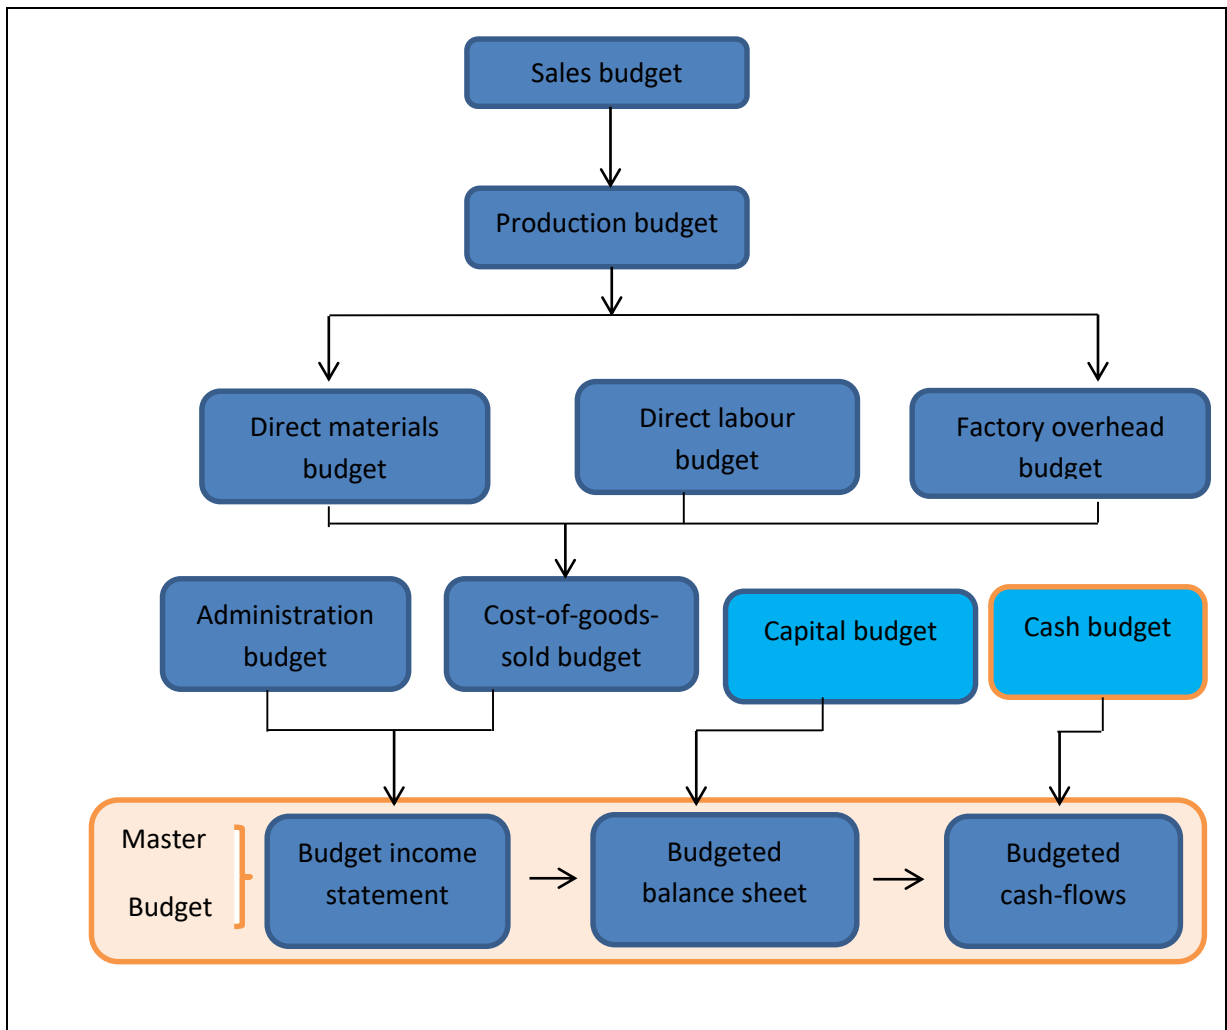 Sales budget
Production budget
Direct materials
budget
Direct labour
budget
Factory overhead
budget
Administration
budget
Cost-of-goods-
sold budget
Capital budget
Cash budget
Master
Budget
Budget income
statement
Budgeted
balance sheet
Budgeted
cash-flows